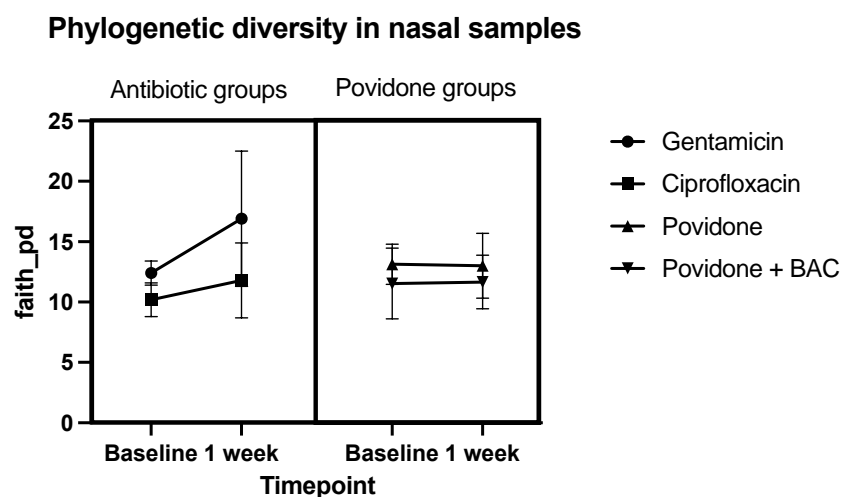 Phylogenetic diversity in nasal samples
Antibiotic groups
Povidone groups
25
20
15
10
5
0
faith_pd
Baseline 1 week
Baseline 1 week
Timepoint
Gentamicin
Ciprofloxacin
Povidone
Povidone + BAC